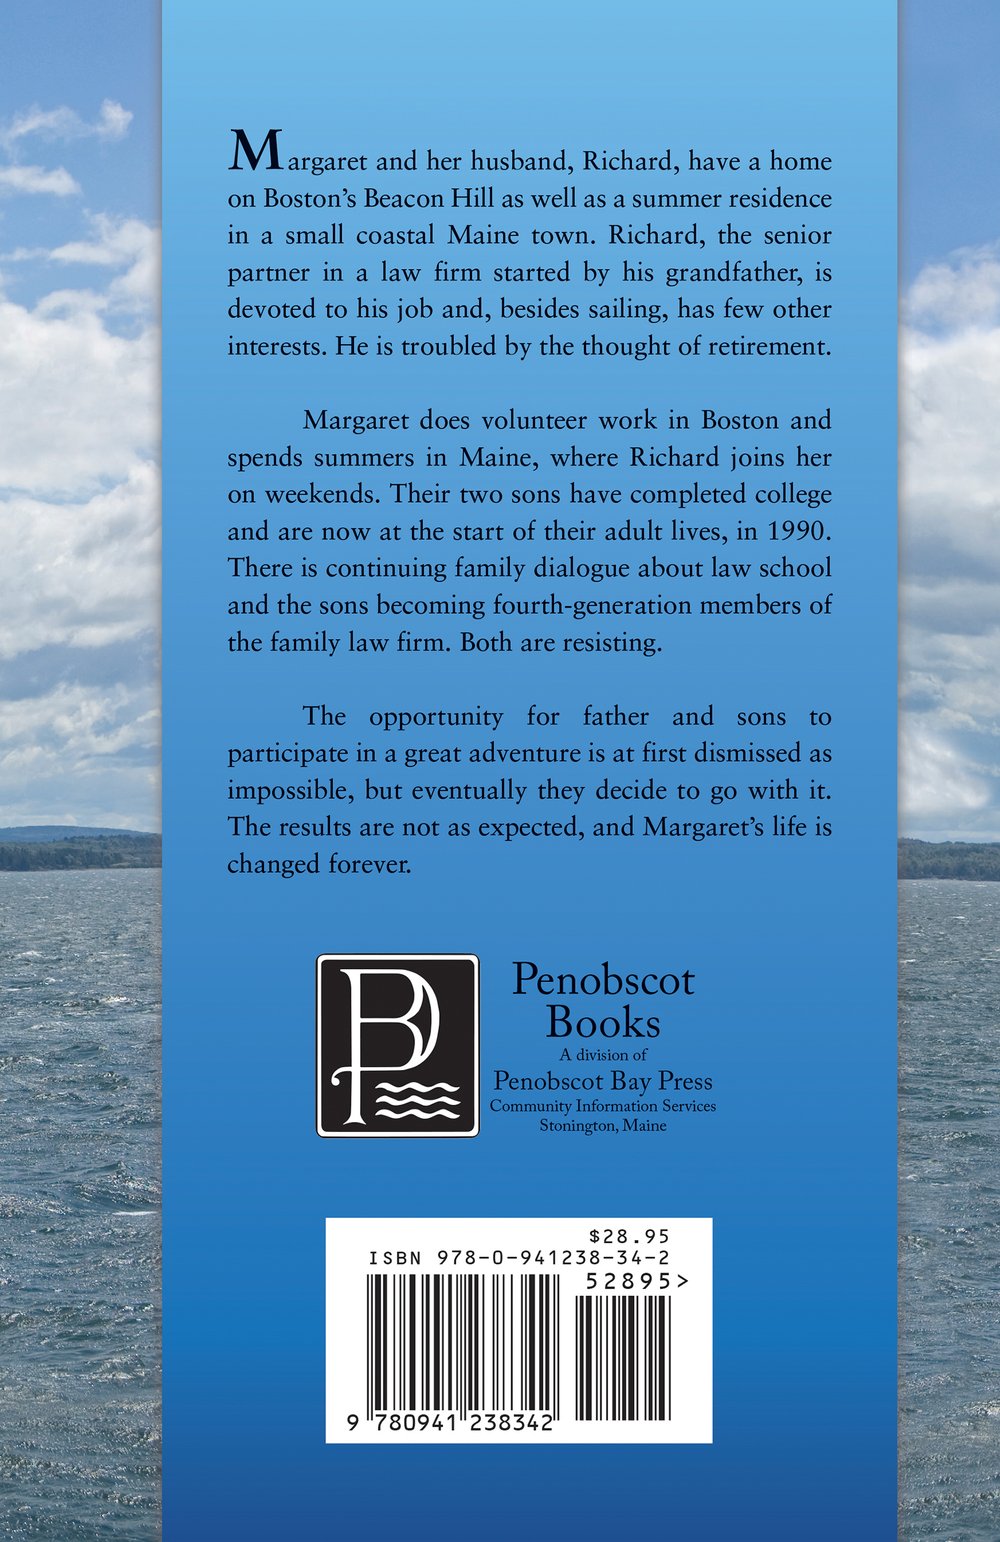 Margaret and her husband, Richard, have a home
on Boston's Beacon Hill as well as a summer residence
in a small coastal Maine town. Richard, the senior
partner in a law firm started by his grandfather, is
devoted to his job and, besides sailing, has few other
interests. He is troubled by the thought of retirement.
Margaret does volunteer work in Boston and
spends summers in Maine, where Richard joins her
on weekends. Their two sons have completed college
and are now at the start of their adult lives, in 1990.
There is continuing family dialogue about law school
and the sons becoming fourth-generation members of
the family law firm. Both are resisting.
The opportunity for father and sons to
participate in a great adventure is at first dismissed as
impossible, but eventually they decide to go with it.
The results are not as expected, and Margaret's life is
changed forever.
PB
Penobscot
Books
A division of
Penobscot Bay Press
Community Information Services
Stonington, Maine
$28.95
ISBN 978-0-941238-34-2
52895>
9 780941 238342